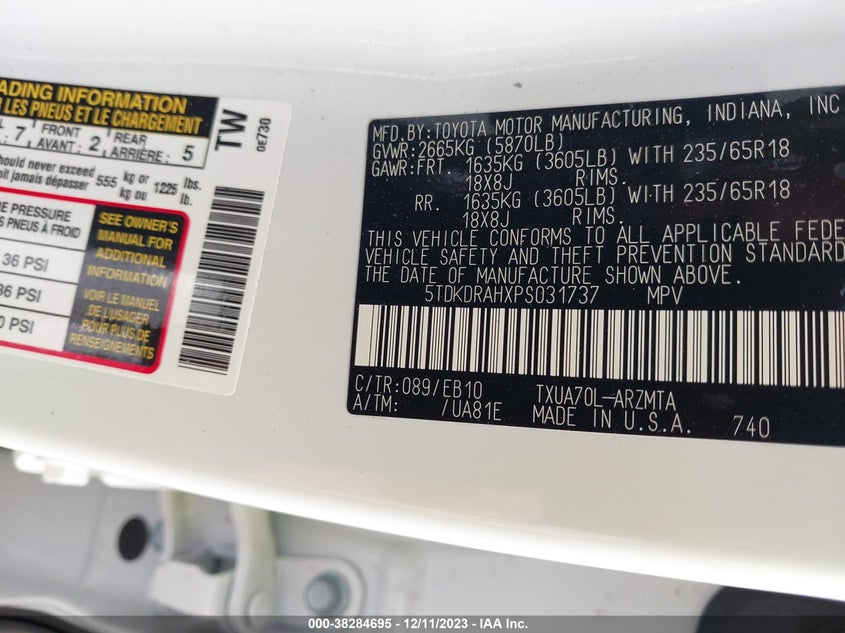 ADING INFORMATION
R LES PNEUS ET LE CHARGEMENT
L 7 FRONT AVANT: 2 REAR ARRIÈRE: 5
should never exceed 555 kg or 1225 lbs.
oit jamais dépasser kg ou lb.
E PRESSURE
S PNEUS À FROID
36 PSI
36 PSI
0 PSI
SEE OWNER'S
MANUAL FOR
ADDITIONAL
INFORMATION
VOIR LE MANUEL
DE L'USAGER
POUR PLUS DE
RENSEIGNEMENTS
TW
0E730
MFD. BY: TOYOTA MOTOR MANUFACTURING, INDIANA, INC
GVWR: 2665KG (5870LB)
GAWR: FRT. 1635KG (3605LB) WITH 235/65R18
18X8J RIMS.
RR. 1635KG (3605LB) WITH 235/65R18
18X8J RIMS.
THIS VEHICLE CONFORMS TO ALL APPLICABLE FEDE
VEHICLE SAFETY AND THEFT PREVENTION STANDARD
THE DATE OF MANUFACTURE SHOWN ABOVE.
5TDKDRAHXPS031737 MPV
C/TR: 089/EB10 TXUA70L-ARZMTA
A/TM: /UA81E MADE IN U.S.A. 740
000-38284695 - 12/11/2023 - IAA Inc.